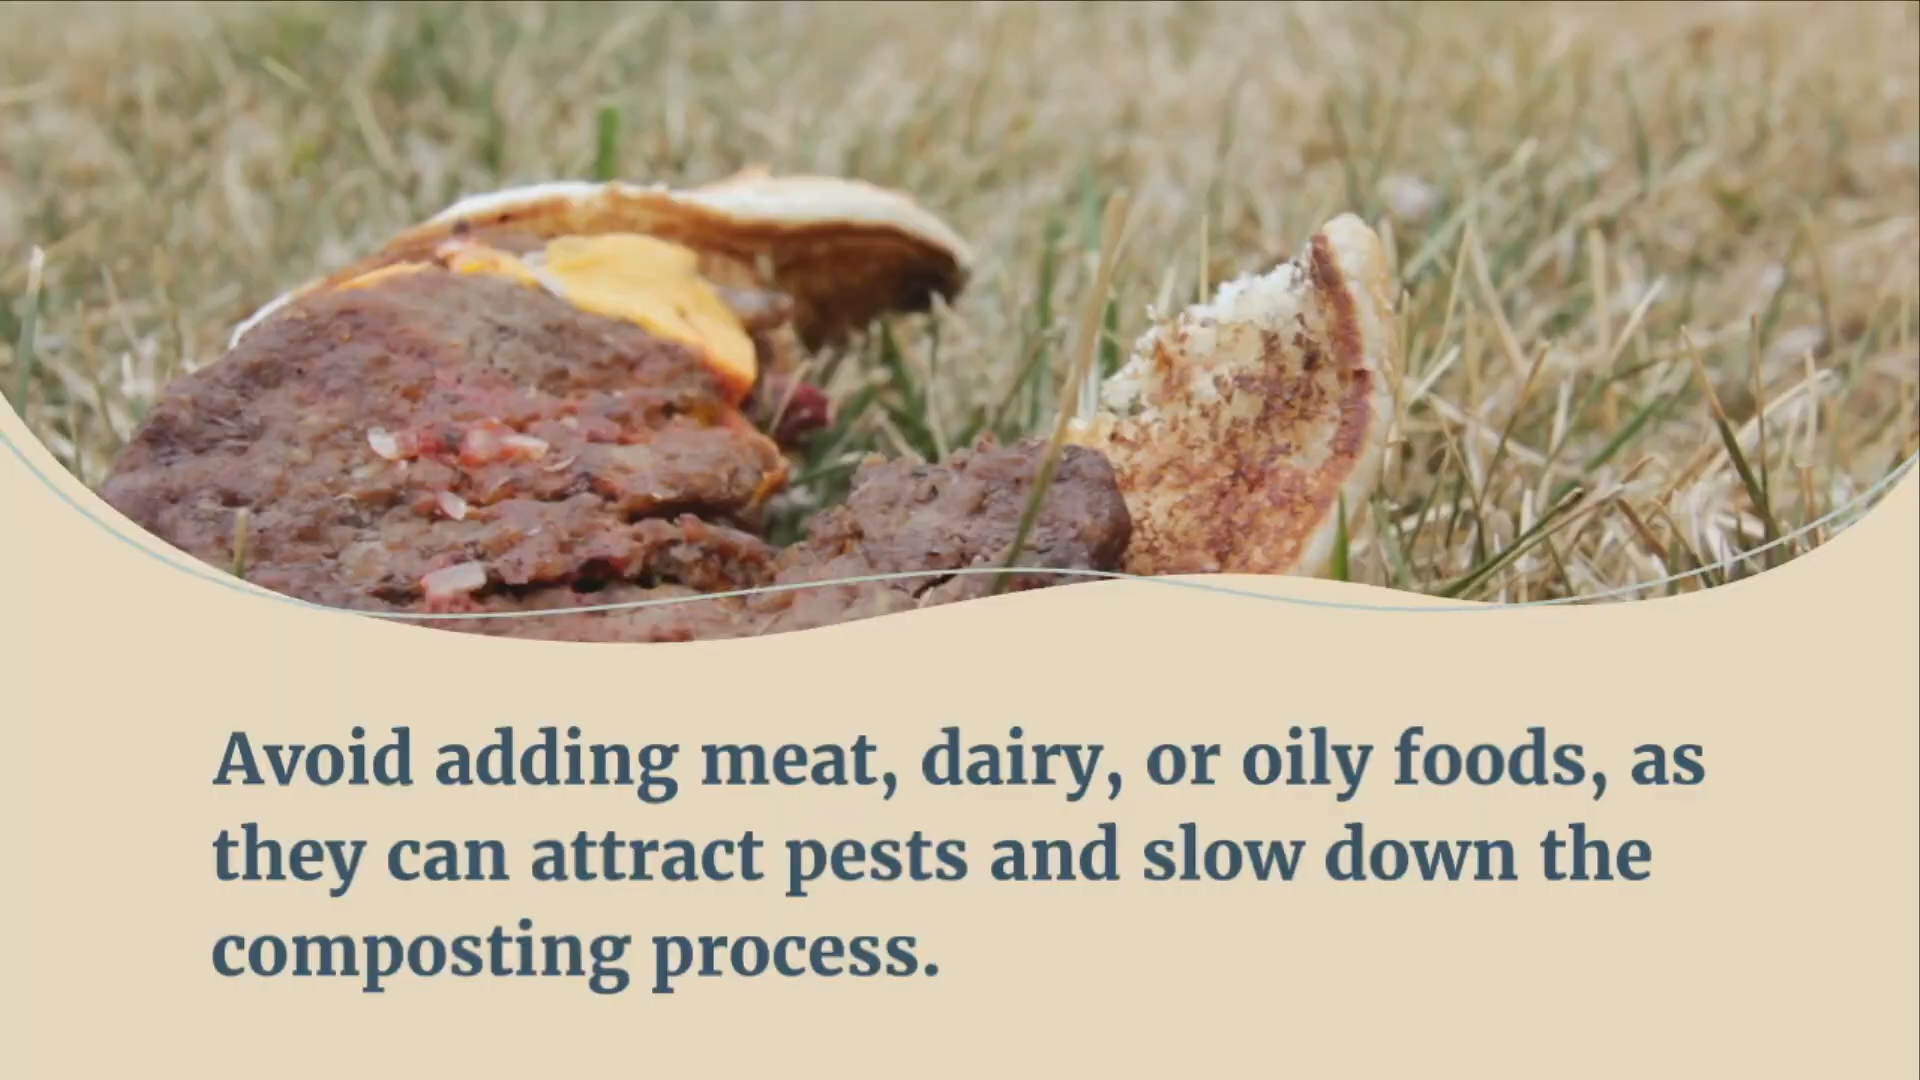 Avoid adding meat, dairy, or oily foods, as
they can attract pests and slow down the
composting process.